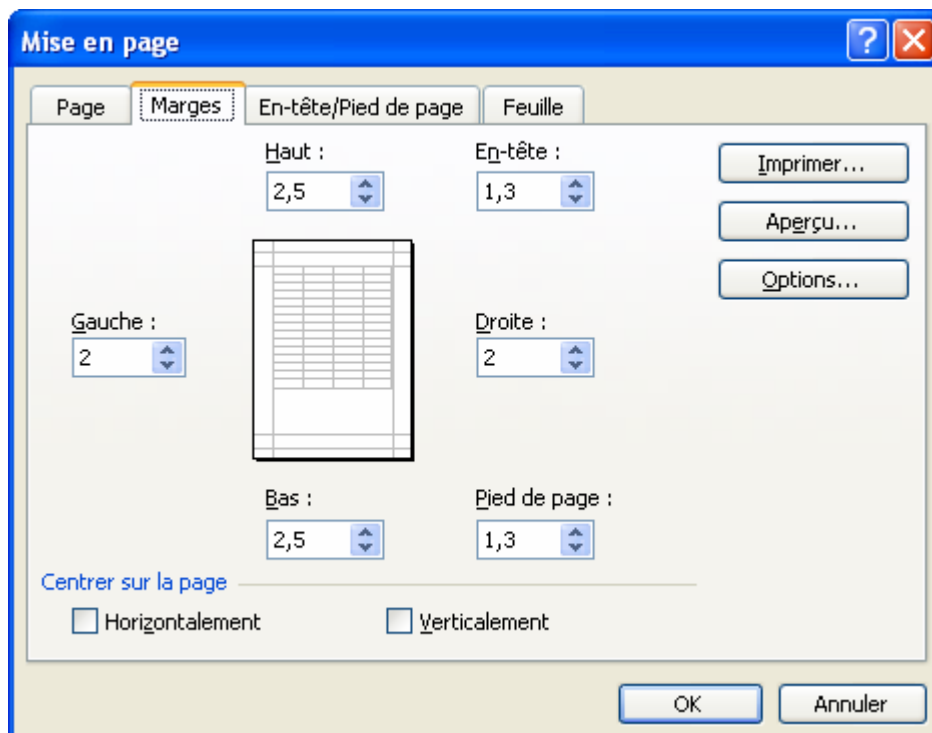 Mise en page
Page Marges En-tête/Pied de page Feuille
Haut : En-tête :
2,5 1,3
Imprimer...
Aperçu...
Options...
Gauche : Droite :
2 2
Bas : Pied de page :
2,5 1,3
Centrer sur la page
Horizontalement Verticalement
OK Annuler